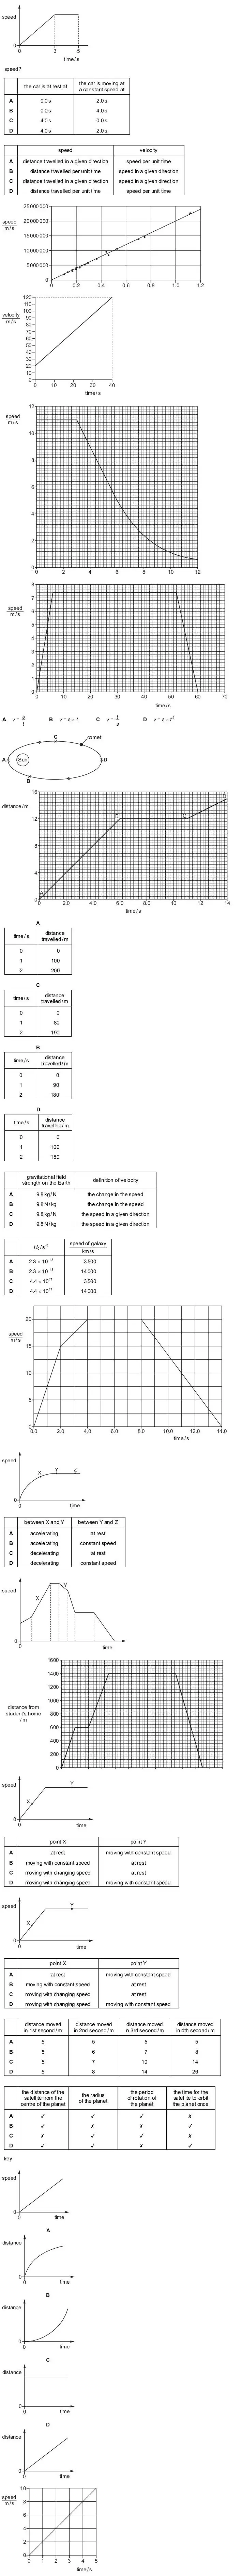 speed
0
0
3
5
time / s
speed?
the car is at rest at
the car is moving at a constant speed at
A 0.0 s 2.0 s
B 0.0 s 4.0 s
C 4.0 s 0.0 s
D 4.0 s 2.0 s
speed velocity
A distance travelled in a given direction speed per unit time
B distance travelled per unit time speed in a given direction
C distance travelled in a given direction speed in a given direction
D distance travelled per unit time speed per unit time
speed
m / s
25 000 000
20 000 000
15 000 000
10 000 000
5 000 000
0
0 0.2 0.4 0.6 0.8 1.0 1.2
velocity
m / s
120
110
100
90
80
70
60
50
40
30
20
10
0
0 10 20 30 40
time / s
speed
m / s
12
10
8
6
4
2
0
0 2 4 6 8 10 12
time / s
speed
m / s
8
7
6
5
4
3
2
1
0
0 10 20 30 40 50 60 70
time / s
A v = s/t B v = s × t C v = t/s D v = s × t²
C
comet
A Sun D
B
distance / m
16
12
8
4
0
0 2.0 4.0 6.0 8.0 10 12 14
time / s
A
time / s distance travelled / m
0 0
1 100
2 200
C
time / s distance travelled / m
0 0
1 80
2 190
B
time / s distance travelled / m
0 0
1 90
2 180
D
time / s distance travelled / m
0 0
1 100
2 180
gravitational field strength on the Earth definition of velocity
A 9.8 kg / N the change in the speed
B 9.8 N / kg the change in the speed
C 9.8 kg / N the speed in a given direction
D 9.8 N / kg the speed in a given direction
H₀ / s⁻¹ speed of galaxy km / s
A 2.3 × 10⁻¹⁸ 3 500
B 2.3 × 10⁻¹⁸ 14 000
C 4.4 × 10¹⁷ 3 500
D 4.4 × 10¹⁷ 14 000
speed
m / s
20
15
10
5
0
0.0 2.0 4.0 6.0 8.0 10.0 12.0 14.0
time / s
speed
X Y Z
0
0
time
between X and Y between Y and Z
A accelerating at rest
B accelerating constant speed
C decelerating at rest
D decelerating constant speed
speed
X
Y
0
0
time
distance from
student's home
/ m
1600
1400
1200
1000
800
600
400
200
0
speed
X
Y
0
0
time
point X point Y
A at rest moving with constant speed
B moving with constant speed at rest
C moving with changing speed at rest
D moving with changing speed moving with constant speed
speed
X
Y
0
0
time
point X point Y
A at rest moving with constant speed
B moving with constant speed at rest
C moving with changing speed at rest
D moving with changing speed moving with constant speed
distance moved in 1st second / m distance moved in 2nd second / m distance moved in 3rd second / m distance moved in 4th second / m
A 5 5 5 5
B 5 6 7 8
C 5 7 10 14
D 5 8 14 26
the distance of the satellite from the centre of the planet the radius of the planet the period of rotation of the planet the time for the satellite to orbit the planet once
A ✓ ✓ ✓ ✗
B ✓ ✗ ✗ ✓
C ✗ ✓ ✓ ✗
D ✓ ✓ ✗ ✓
key
speed
0
0
time
A
distance
0
0
time
B
distance
0
0
time
C
distance
0
0
time
D
distance
0
0
time
speed
m / s
10
8
6
4
2
0
0 1 2 3 4 5
time / s